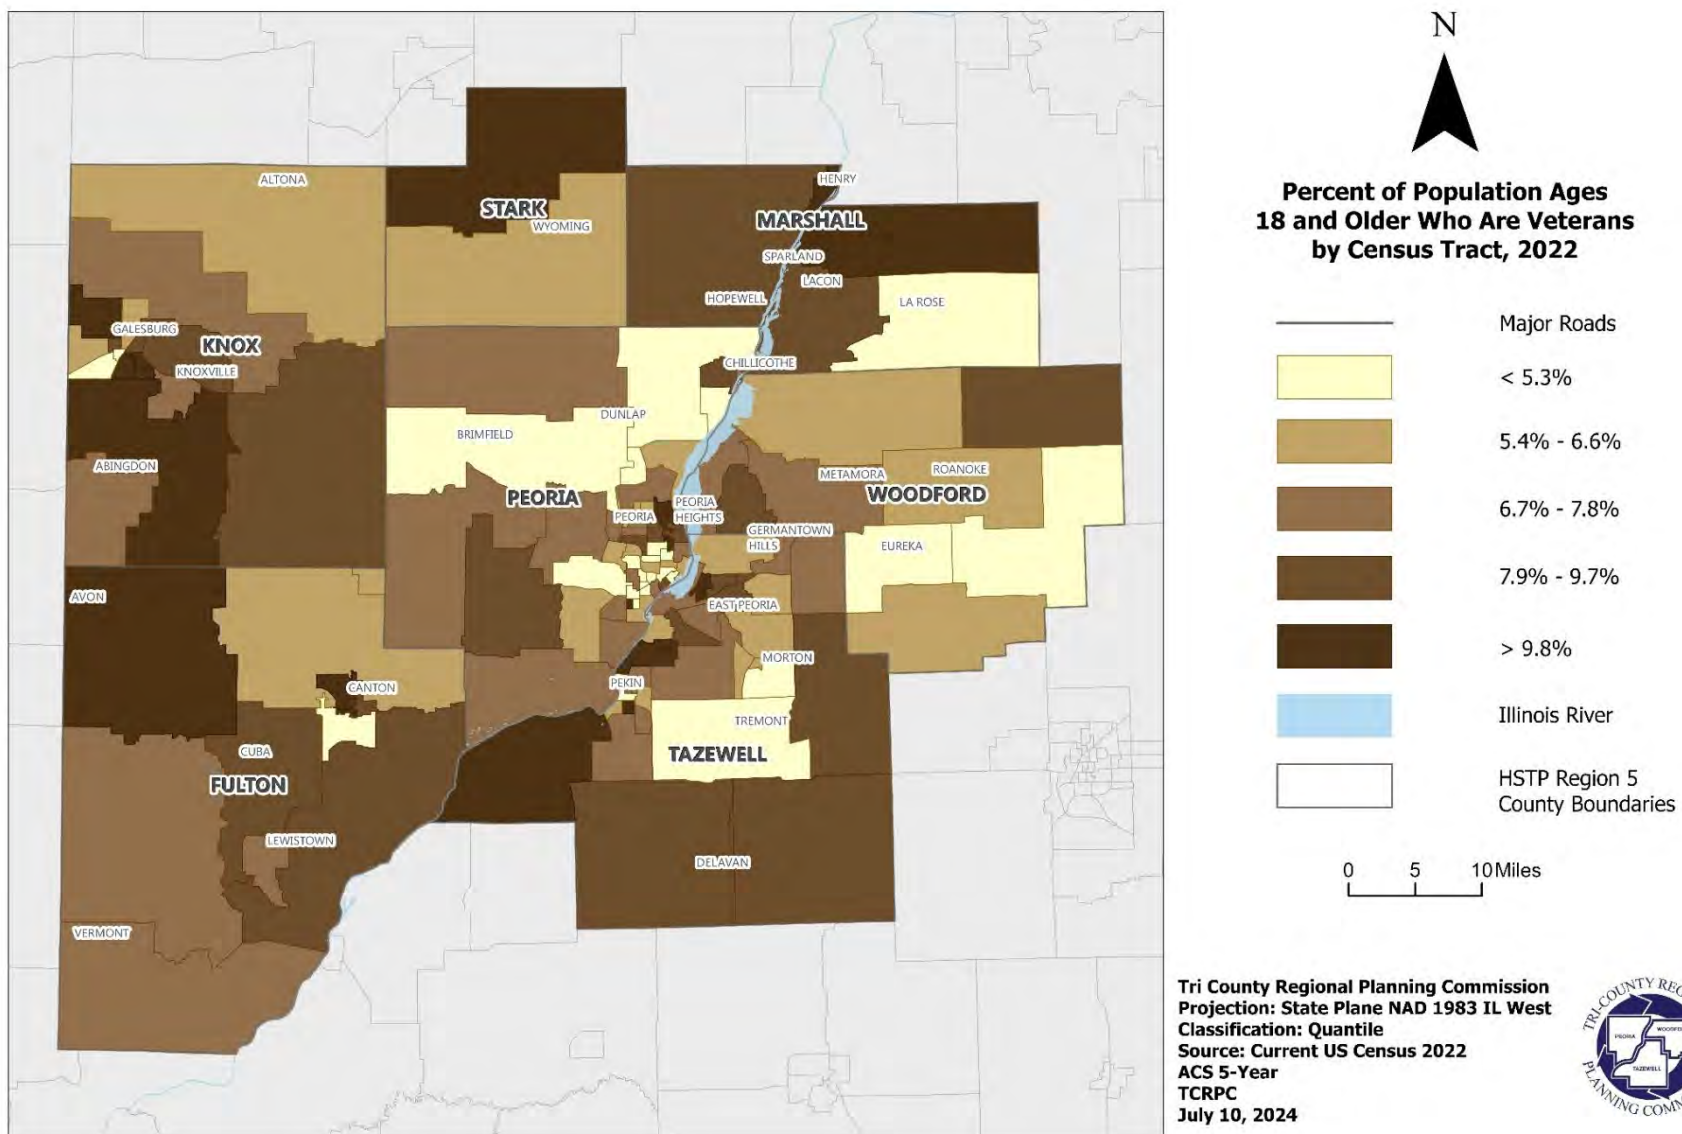 N
Percent of Population Ages
18 and Older Who Are Veterans
by Census Tract, 2022
Major Roads
< 5.3%
5.4% - 6.6%
6.7% - 7.8%
7.9% - 9.7%
> 9.8%
Illinois River
HSTP Region 5
County Boundaries
0 5 10 Miles
Tri County Regional Planning Commission
Projection: State Plane NAD 1983 IL West
Classification: Quantile
Source: Current US Census 2022
ACS 5-Year
TCRPC
July 10, 2024
ALTONA
HENRY
STARK
WYOMING
MARSHALL
SPARLAND
LACON
HOPEWELL
LA ROSE
GALESBURG
KNOX
KNOXVILLE
CHILLICOTHE
DUNLAP
BRIMFIELD
ABINGDON
METAMORA
ROANOKE
PEORIA
WOODFORD
PEORIA
HEIGHTS
PEORIA
GERMANTOWN
HILLS
EUREKA
AVON
EAST PEORIA
MORTON
CANTON
PEKIN
TREMONT
CUBA
TAZEWELL
FULTON
LEWISTOWN
DELAVAN
VERMONT
PEORIA
TAZEWELL